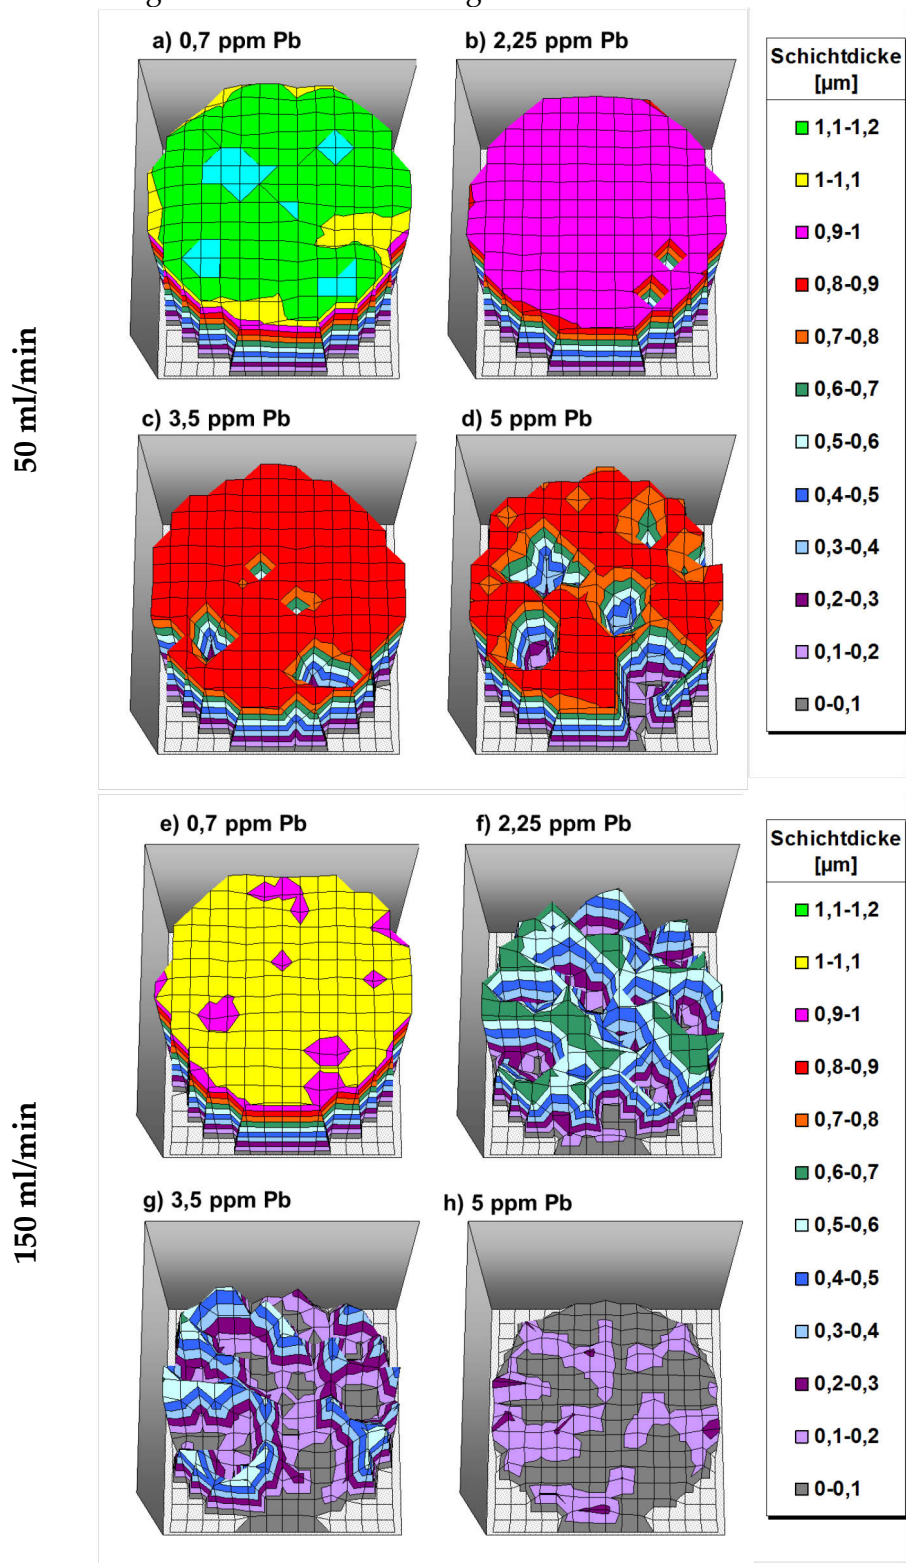 a) 0,7 ppm Pb
b) 2,25 ppm Pb
Schichtdicke
[µm]
1,1-1,2
1-1,1
0,9-1
0,8-0,9
0,7-0,8
0,6-0,7
0,5-0,6
0,4-0,5
0,3-0,4
0,2-0,3
0,1-0,2
0-0,1
50 ml/min
c) 3,5 ppm Pb
d) 5 ppm Pb
e) 0,7 ppm Pb
f) 2,25 ppm Pb
Schichtdicke
[µm]
1,1-1,2
1-1,1
0,9-1
0,8-0,9
0,7-0,8
0,6-0,7
0,5-0,6
0,4-0,5
0,3-0,4
0,2-0,3
0,1-0,2
0-0,1
150 ml/min
g) 3,5 ppm Pb
h) 5 ppm Pb